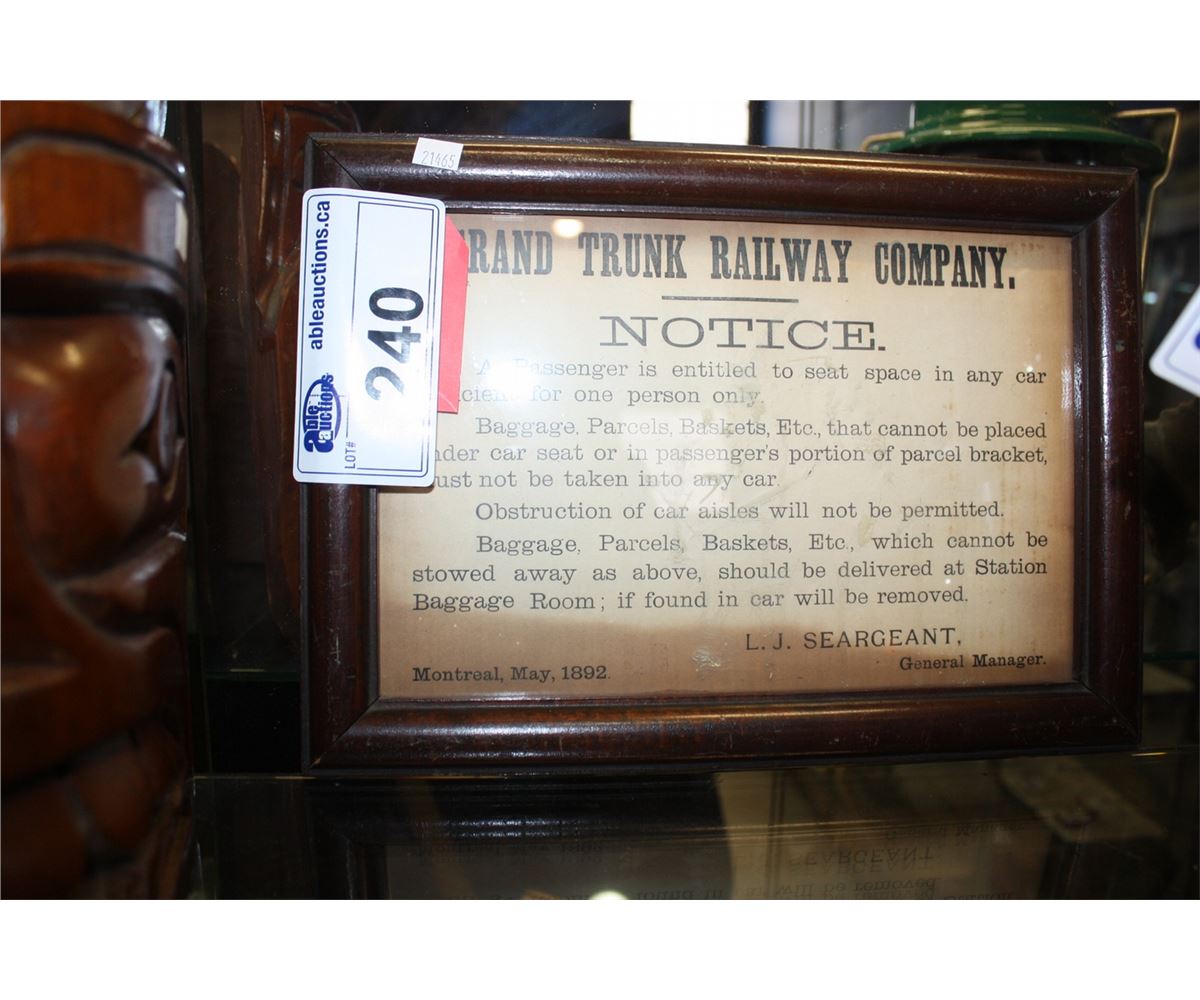 21465
ableauctions.ca
able auctions
LOT#
240
RAND TRUNK RAILWAY COMPANY.
NOTICE.
A Passenger is entitled to seat space in any car
for one person only.
Baggage, Parcels, Baskets, Etc., that cannot be placed
nder car seat or in passenger's portion of parcel bracket,
ust not be taken into any car.
Obstruction of car aisles will not be permitted.
Baggage, Parcels, Baskets, Etc., which cannot be
stowed away as above, should be delivered at Station
Baggage Room; if found in car will be removed.
L. J. SEARGEANT,
General Manager.
Montreal, May, 1892.